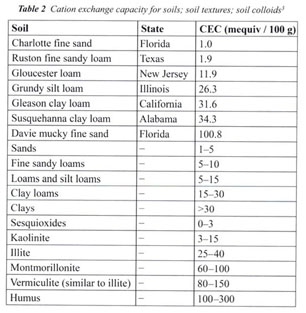 Table 2 Cation exchange capacity for soils; soil textures; soil colloids³
Soil State CEC (mequiv / 100 g)
Charlotte fine sand Florida 1.0
Ruston fine sandy loam Texas 1.9
Gloucester loam New Jersey 11.9
Grundy silt loam Illinois 26.3
Gleason clay loam California 31.6
Susquehanna clay loam Alabama 34.3
Davie mucky fine sand Florida 100.8
Sands – 1–5
Fine sandy loams – 5–10
Loams and silt loams – 5–15
Clay loams – 15–30
Clays – >30
Sesquioxides – 0–3
Kaolinite – 3–15
Illite – 25–40
Montmorillonite – 60–100
Vermiculite (similar to illite) – 80–150
Humus – 100–300